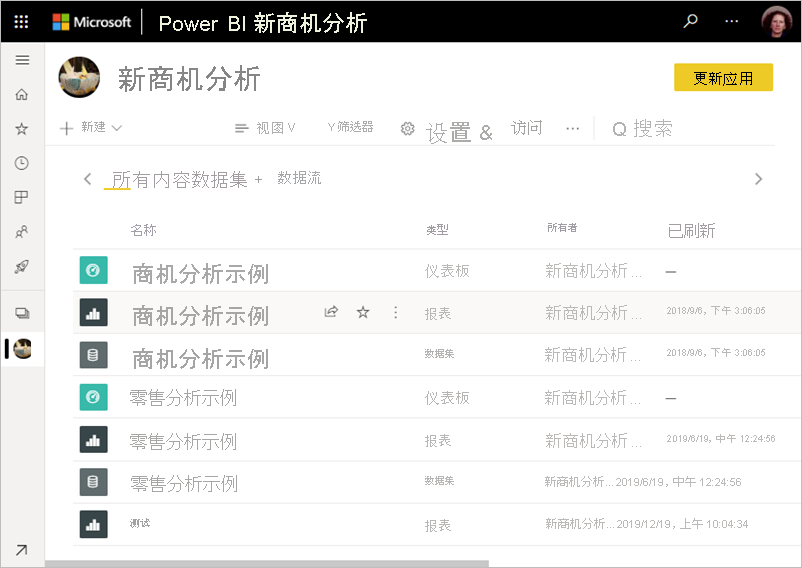 Microsoft Power BI 新商机分析
新商机分析 更新应用
新建 视图 V Y 筛选器 设置 & 访问 ... Q 搜索
所有内容数据集 + 数据流
名称 类型 所有者 已刷新
商机分析示例 仪表板 新商机分析 ... —
商机分析示例 报表 新商机分析 ... 2018/9/6, 下午 3:06:05
商机分析示例 数据集 新商机分析 ... 2018/9/6, 下午 3:06:05
零售分析示例 仪表板 新商机分析 ... —
零售分析示例 报表 新商机分析 ... 2019/6/19, 中午 12:24:56
零售分析示例 数据集 新商机分析...2019/6/19, 中午 12:24:56
测试 报表 新商机分析...2019/12/19, 上午 10:04:34